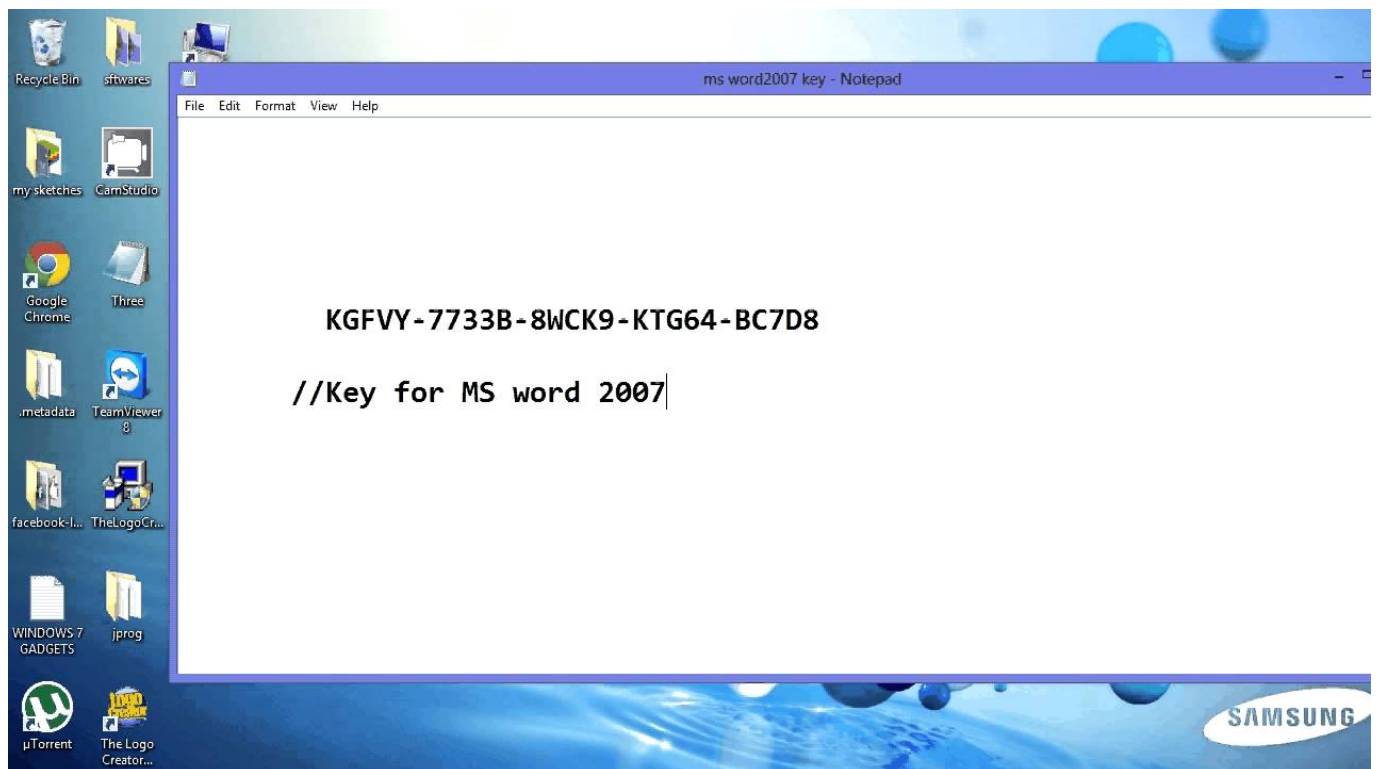 Recycle Bin
sftwares
my sketches
CamStudio
Google
Chrome
Three
.metadata
TeamViewer
8
facebook-l...
TheLogoCr...
WINDOWS 7
GADGETS
jprog
µTorrent
The Logo
Creator...
ms word2007 key - Notepad
File Edit Format View Help
KGFVY-7733B-8WCK9-KTG64-BC7D8
//Key for MS word 2007
SAMSUNG